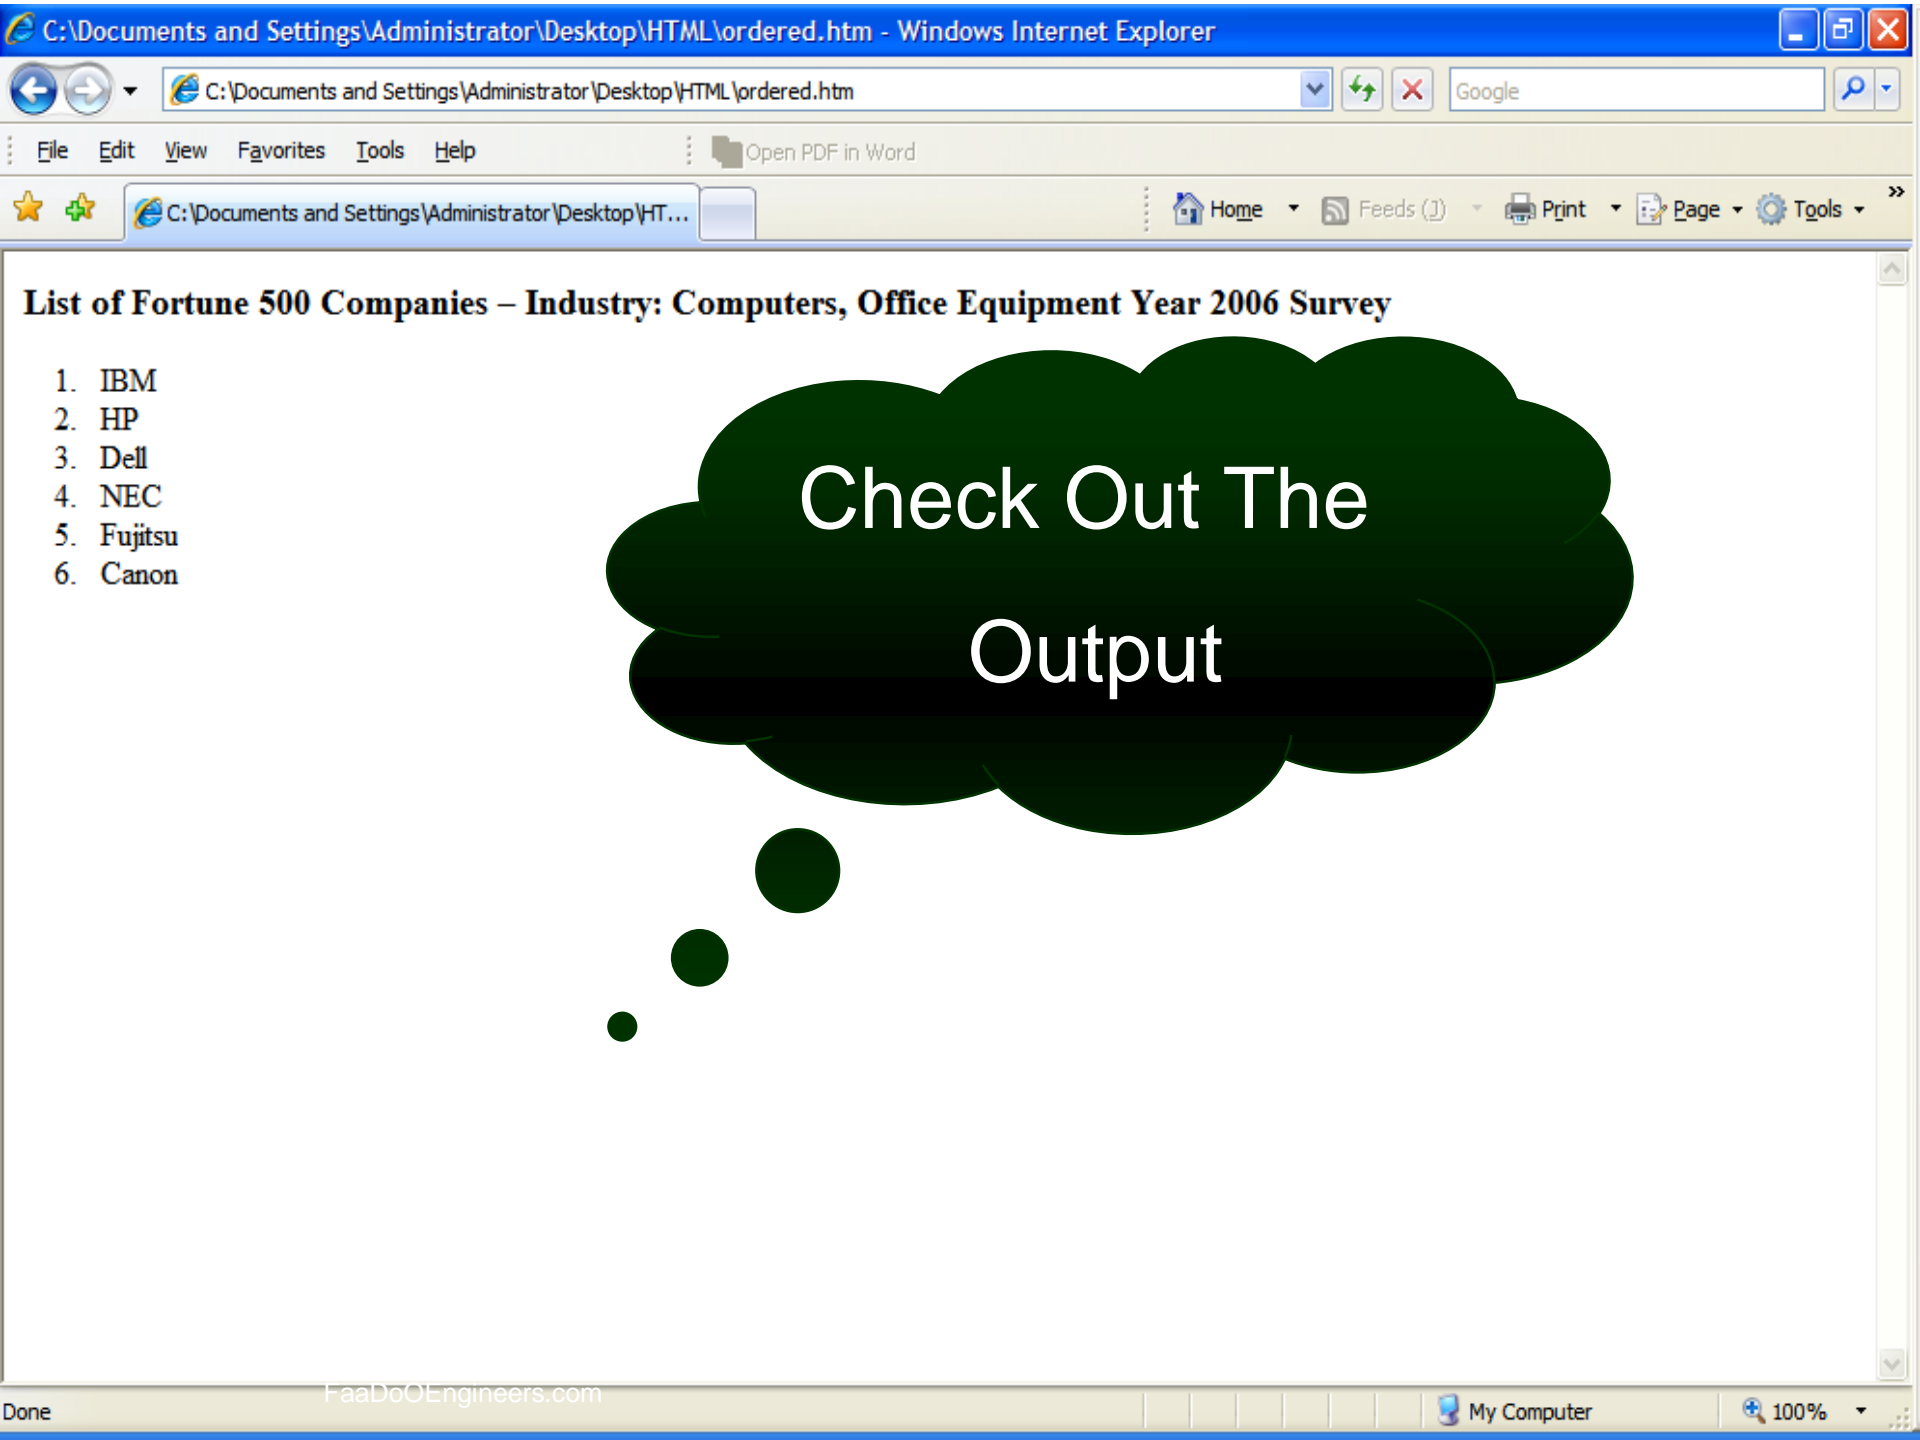 C:\Documents and Settings\Administrator\Desktop\HTML\ordered.htm - Windows Internet Explorer
C:\Documents and Settings\Administrator\Desktop\HTML\ordered.htm
Google
File Edit View Favorites Tools Help
Open PDF in Word
C:\Documents and Settings\Administrator\Desktop\HT...
Home Feeds (J) Print Page Tools »
List of Fortune 500 Companies – Industry: Computers, Office Equipment Year 2006 Survey
1. IBM
2. HP
3. Dell
4. NEC
5. Fujitsu
6. Canon
Check Out The
Output
FaaDoOEngineers.com
Done
My Computer
100%